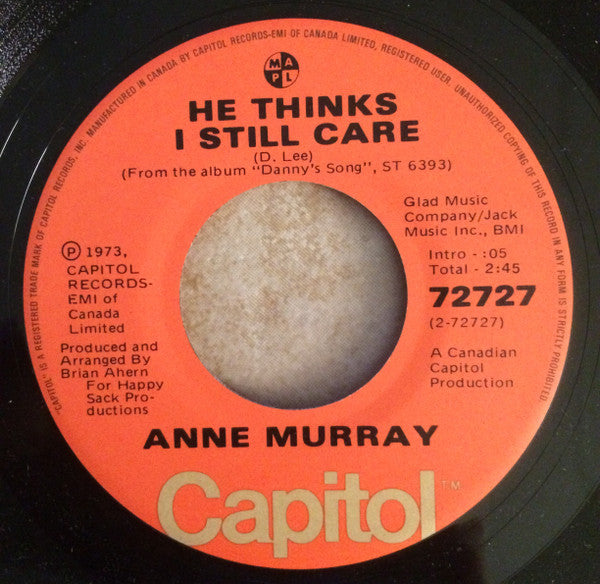 MANUFACTURED IN CANADA BY CAPITOL RECORDS-EMI OF CANADA LIMITED, REGISTERED USER. UNAUTHORIZED COPYING OF THIS RECORD IN ANY FORM IS STRICTLY PROHIBITED
"CAPITOL" IS A REGISTERED TRADE MARK OF CAPITOL RECORDS, INC.
M A
P L
HE THINKS
I STILL CARE
(D. Lee)
(From the album "Danny's Song", ST 6393)
Glad Music
Company/Jack
Music Inc., BMI
Ⓟ 1973,
CAPITOL
RECORDS-
EMI of
Canada
Limited
Intro - :05
Total - 2:45
72727
(2-72727)
Produced and
Arranged By
Brian Ahern
For Happy
Sack Pro-
ductions
A Canadian
Capitol
Production
ANNE MURRAY
Capitol TM